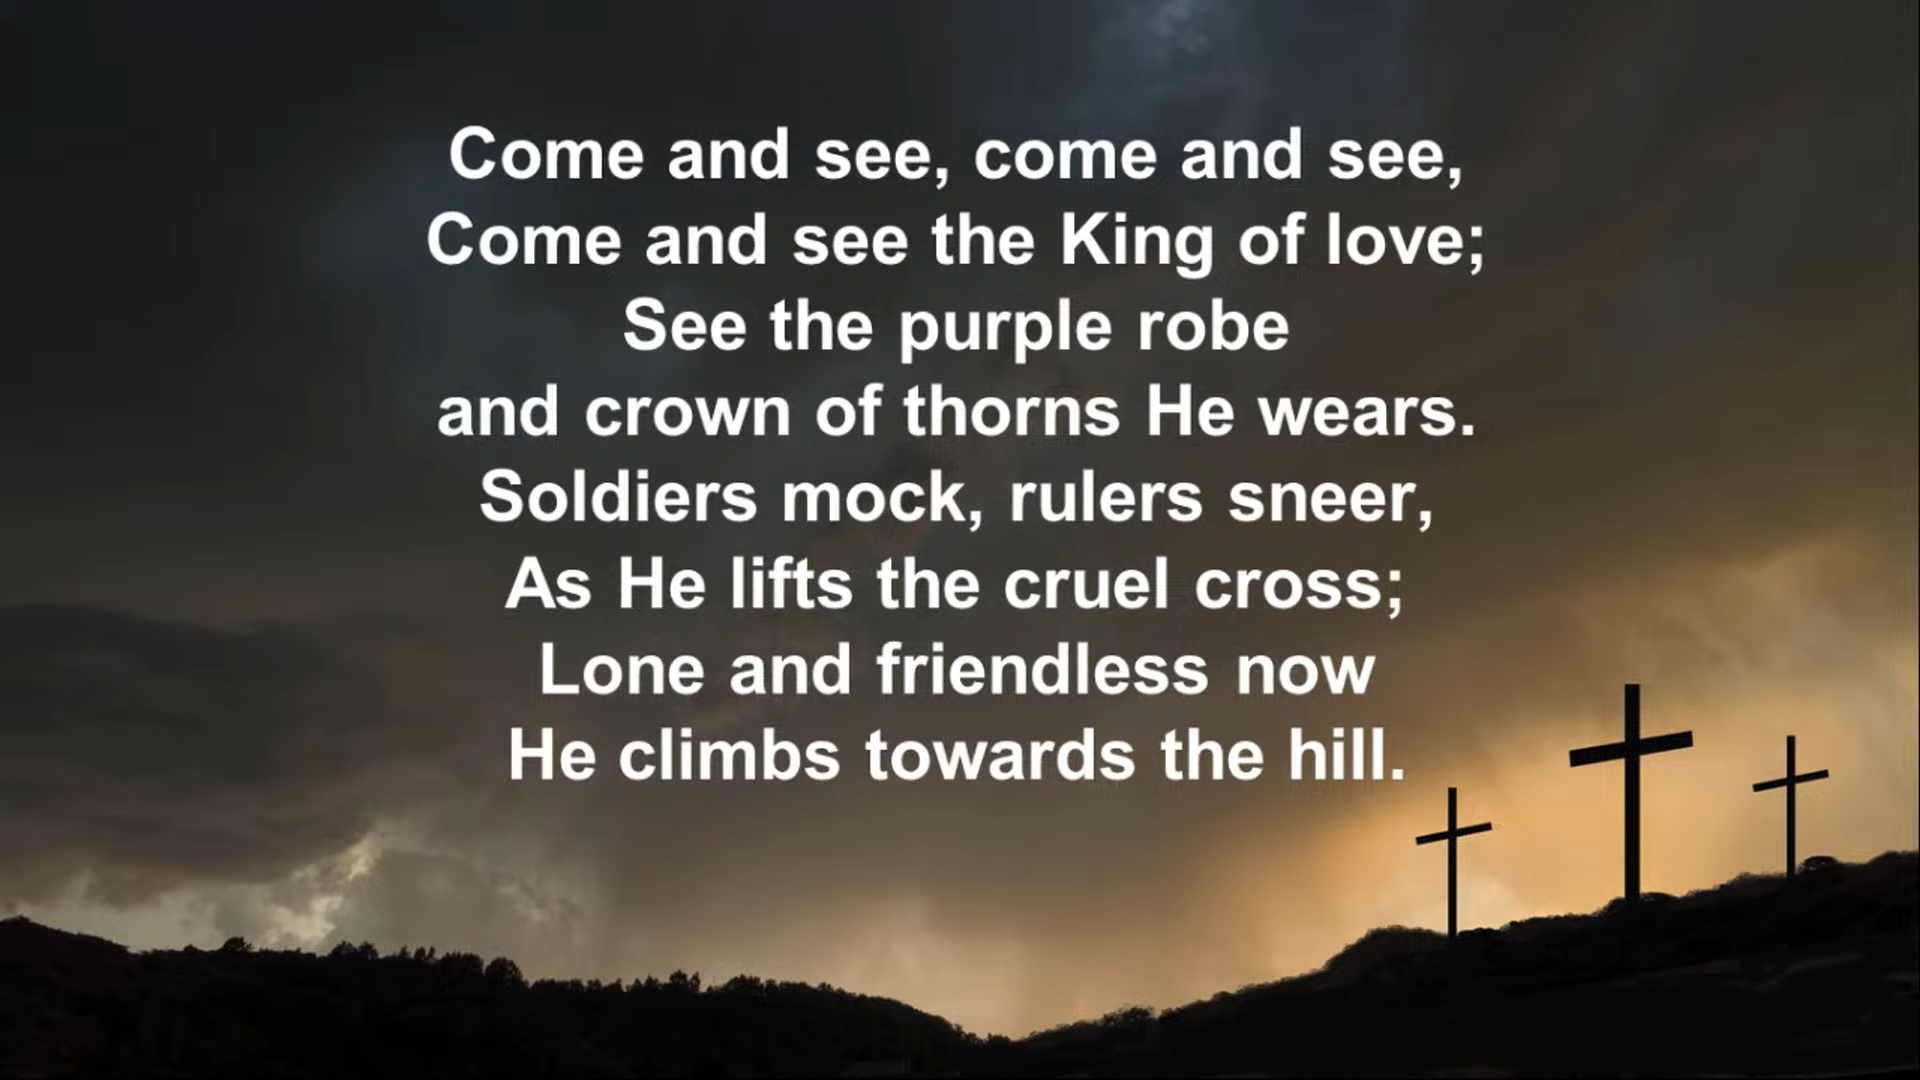 Come and see, come and see,
Come and see the King of love;
See the purple robe
and crown of thorns He wears.
Soldiers mock, rulers sneer,
As He lifts the cruel cross;
Lone and friendless now
He climbs towards the hill.